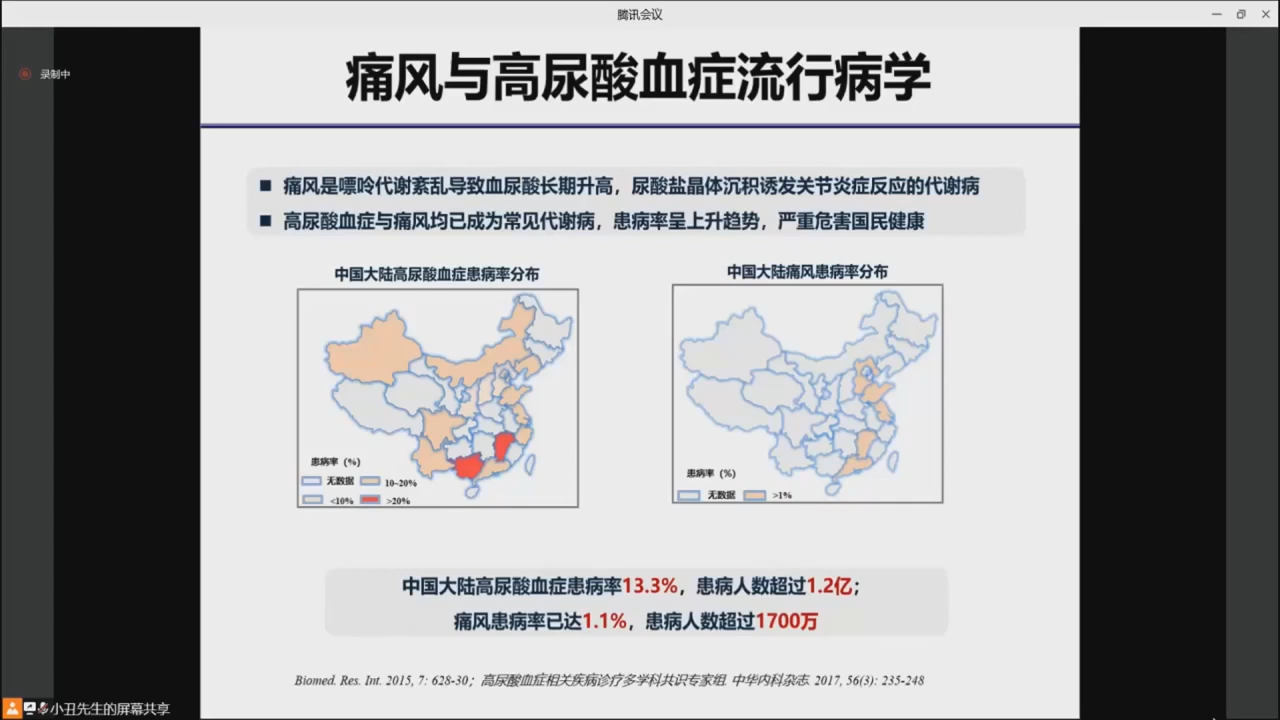 腾讯会议
录制中
痛风与高尿酸血症流行病学
■ 痛风是嘌呤代谢紊乱导致血尿酸长期升高，尿酸盐晶体沉积诱发关节炎症反应的代谢病
■ 高尿酸血症与痛风均已成为常见代谢病，患病率呈上升趋势，严重危害国民健康
中国大陆高尿酸血症患病率分布
患病率（%）
无数据 10~20%
<10% >20%
中国大陆痛风患病率分布
患病率（%）
无数据 >1%
中国大陆高尿酸血症患病率13.3%，患病人数超过1.2亿；
痛风患病率已达1.1%，患病人数超过1700万
Biomed. Res. Int. 2015, 7: 628-30；高尿酸血症相关疾病诊疗多学科共识专家组. 中华内科杂志. 2017, 56(3): 235-248
小丑先生的屏幕共享